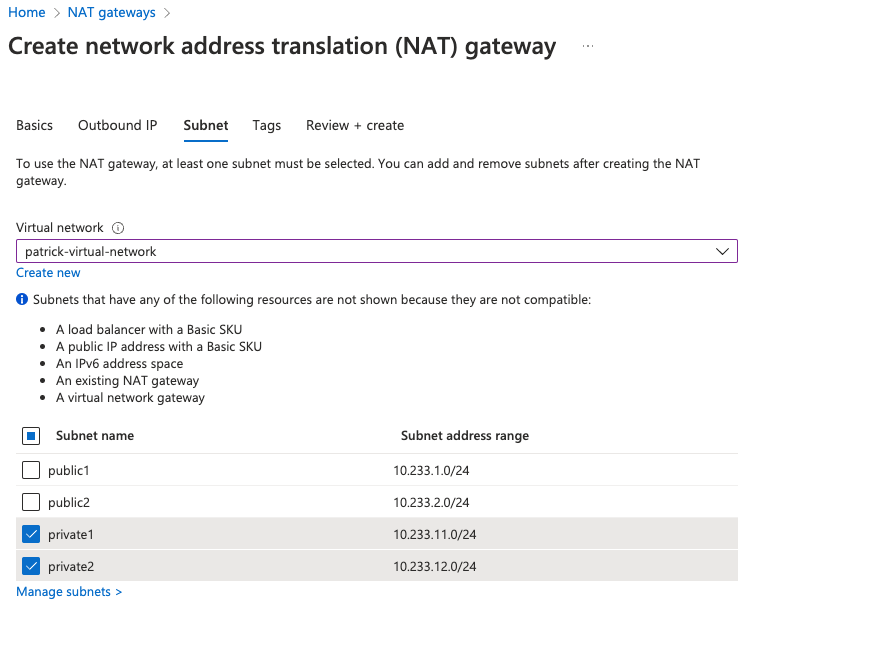 Home > NAT gateways >
Create network address translation (NAT) gateway ...
Basics Outbound IP Subnet Tags Review + create
To use the NAT gateway, at least one subnet must be selected. You can add and remove subnets after creating the NAT
gateway.
Virtual network
patrick-virtual-network
Create new
Subnets that have any of the following resources are not shown because they are not compatible:
• A load balancer with a Basic SKU
• A public IP address with a Basic SKU
• An IPv6 address space
• An existing NAT gateway
• A virtual network gateway
Subnet name Subnet address range
public1 10.233.1.0/24
public2 10.233.2.0/24
private1 10.233.11.0/24
private2 10.233.12.0/24
Manage subnets >